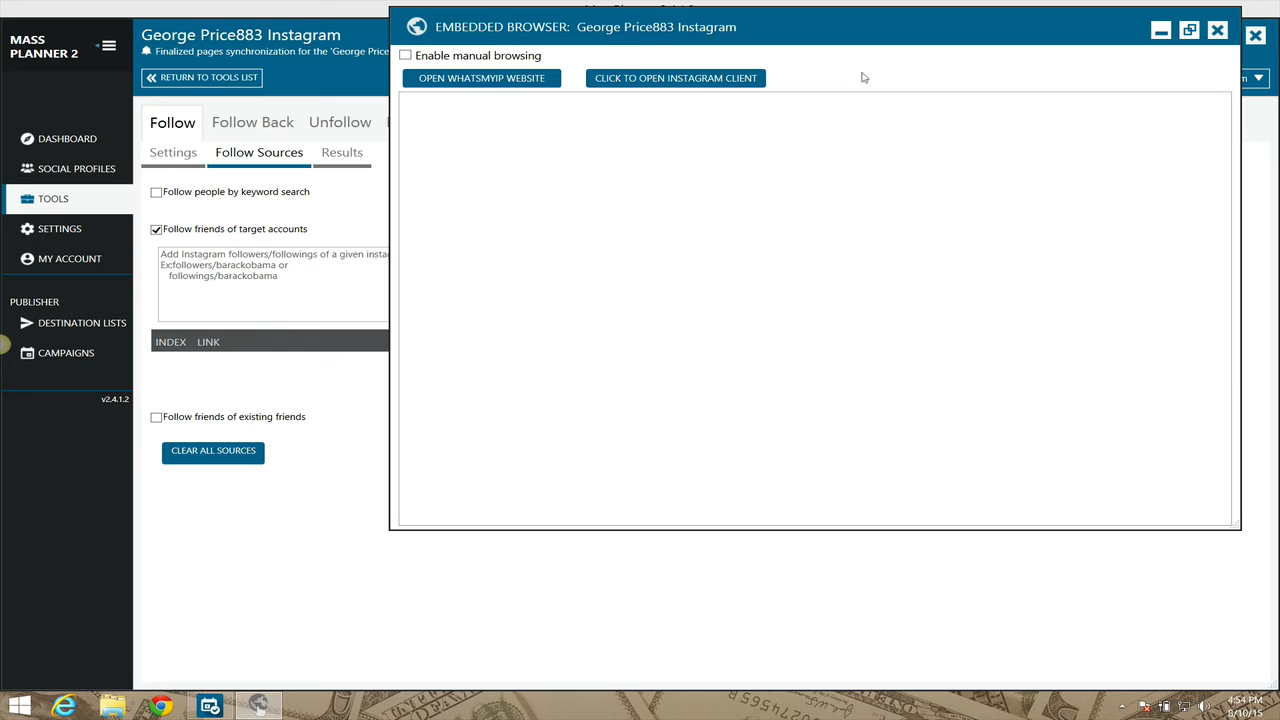 MASS
PLANNER 2
DASHBOARD
SOCIAL PROFILES
TOOLS
SETTINGS
MY ACCOUNT
PUBLISHER
DESTINATION LISTS
CAMPAIGNS
v2.4.1.2
George Price883 Instagram
Finalized pages synchronization for the 'George Price
RETURN TO TOOLS LIST
Follow
Follow Back
Unfollow
Settings
Follow Sources
Results
Follow people by keyword search
Follow friends of target accounts
Add Instagram followers/followings of a given insta
Ex:followers/barackobama or
followings/barackobama
INDEX LINK
Follow friends of existing friends
CLEAR ALL SOURCES
EMBEDDED BROWSER: George Price883 Instagram
Enable manual browsing
OPEN WHATSMYIP WEBSITE
CLICK TO OPEN INSTAGRAM CLIENT
4:54 PM
8/10/15